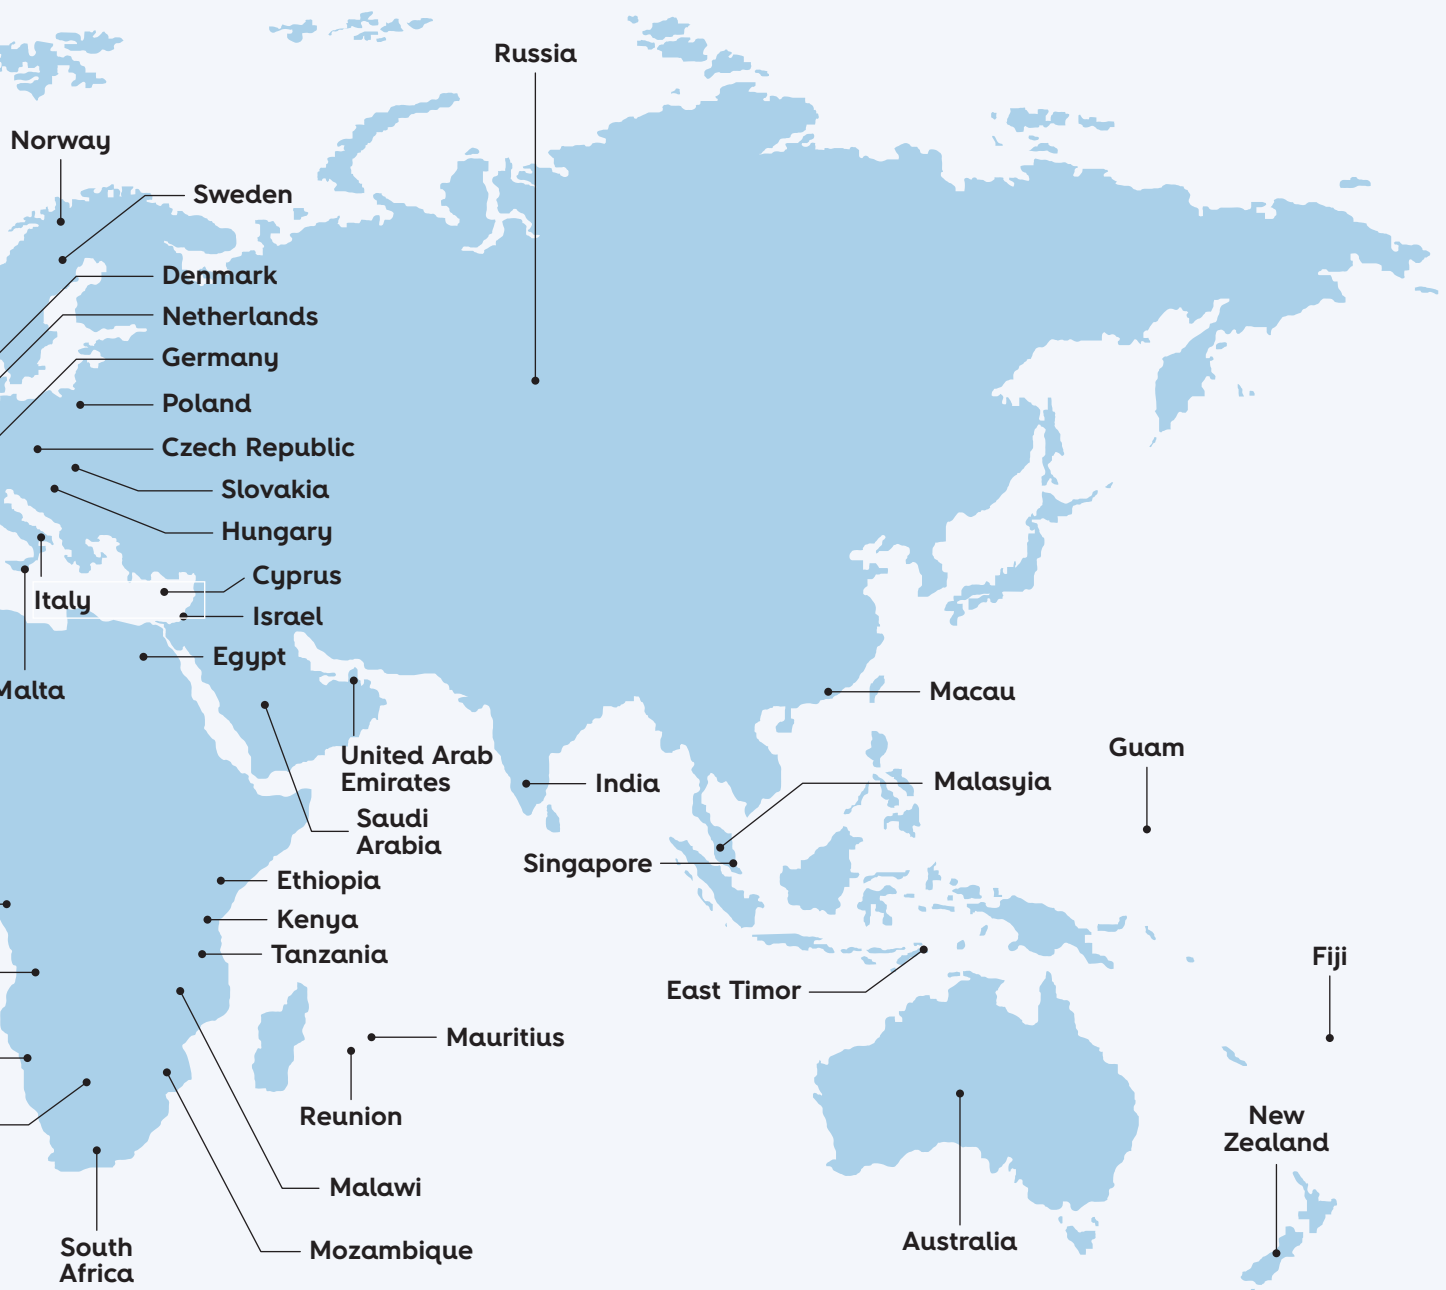 Russia
Norway
Sweden
Denmark
Netherlands
Germany
Poland
Czech Republic
Slovakia
Hungary
Cyprus
Italy
Israel
Egypt
Malta
Macau
United Arab
Emirates
Guam
India
Malasyia
Saudi
Arabia
Singapore
Ethiopia
Kenya
Tanzania
Fiji
East Timor
Mauritius
Reunion
New
Zealand
Malawi
Australia
South
Africa
Mozambique